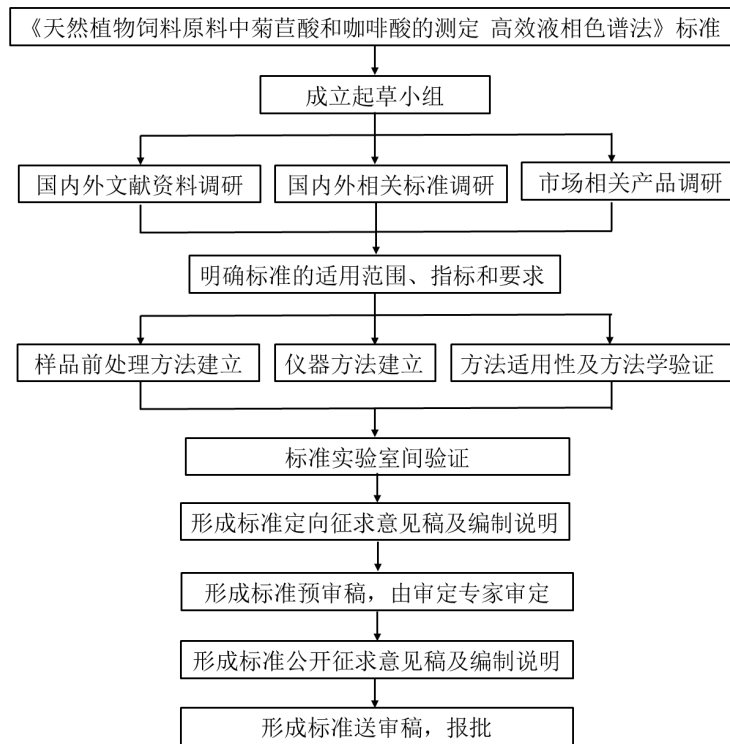 《天然植物饲料原料中菊苣酸和咖啡酸的测定 高效液相色谱法》标准
成立起草小组
国内外文献资料调研
国内外相关标准调研
市场相关产品调研
明确标准的适用范围、指标和要求
样品前处理方法建立
仪器方法建立
方法适用性及方法学验证
标准实验室间验证
形成标准定向征求意见稿及编制说明
形成标准预审稿，由审定专家审定
形成标准公开征求意见稿及编制说明
形成标准送审稿，报批